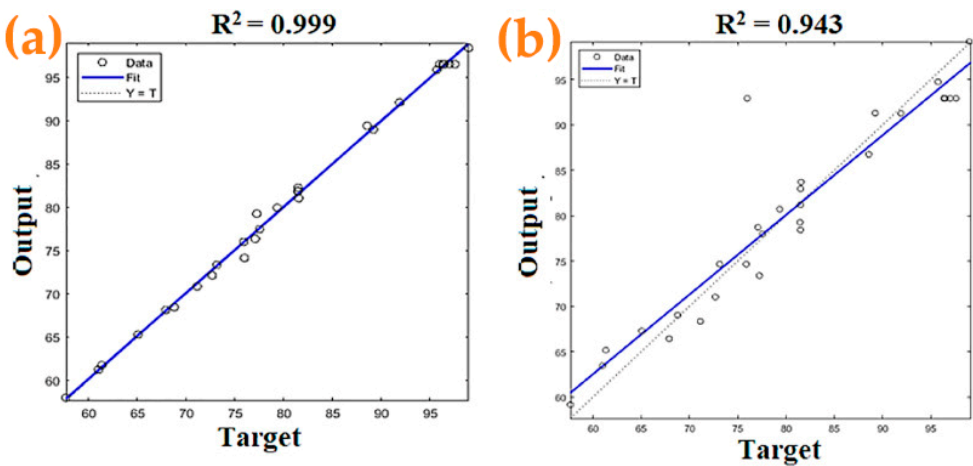 (a)
R² = 0.999
Data
Fit
Y = T
95
90
85
80
75
70
65
60
Output
60 65 70 75 80 85 90 95
Target
(b)
R² = 0.943
Data
Fit
Y = T
95
90
85
80
75
70
65
60
Output
60 65 70 75 80 85 90 95
Target